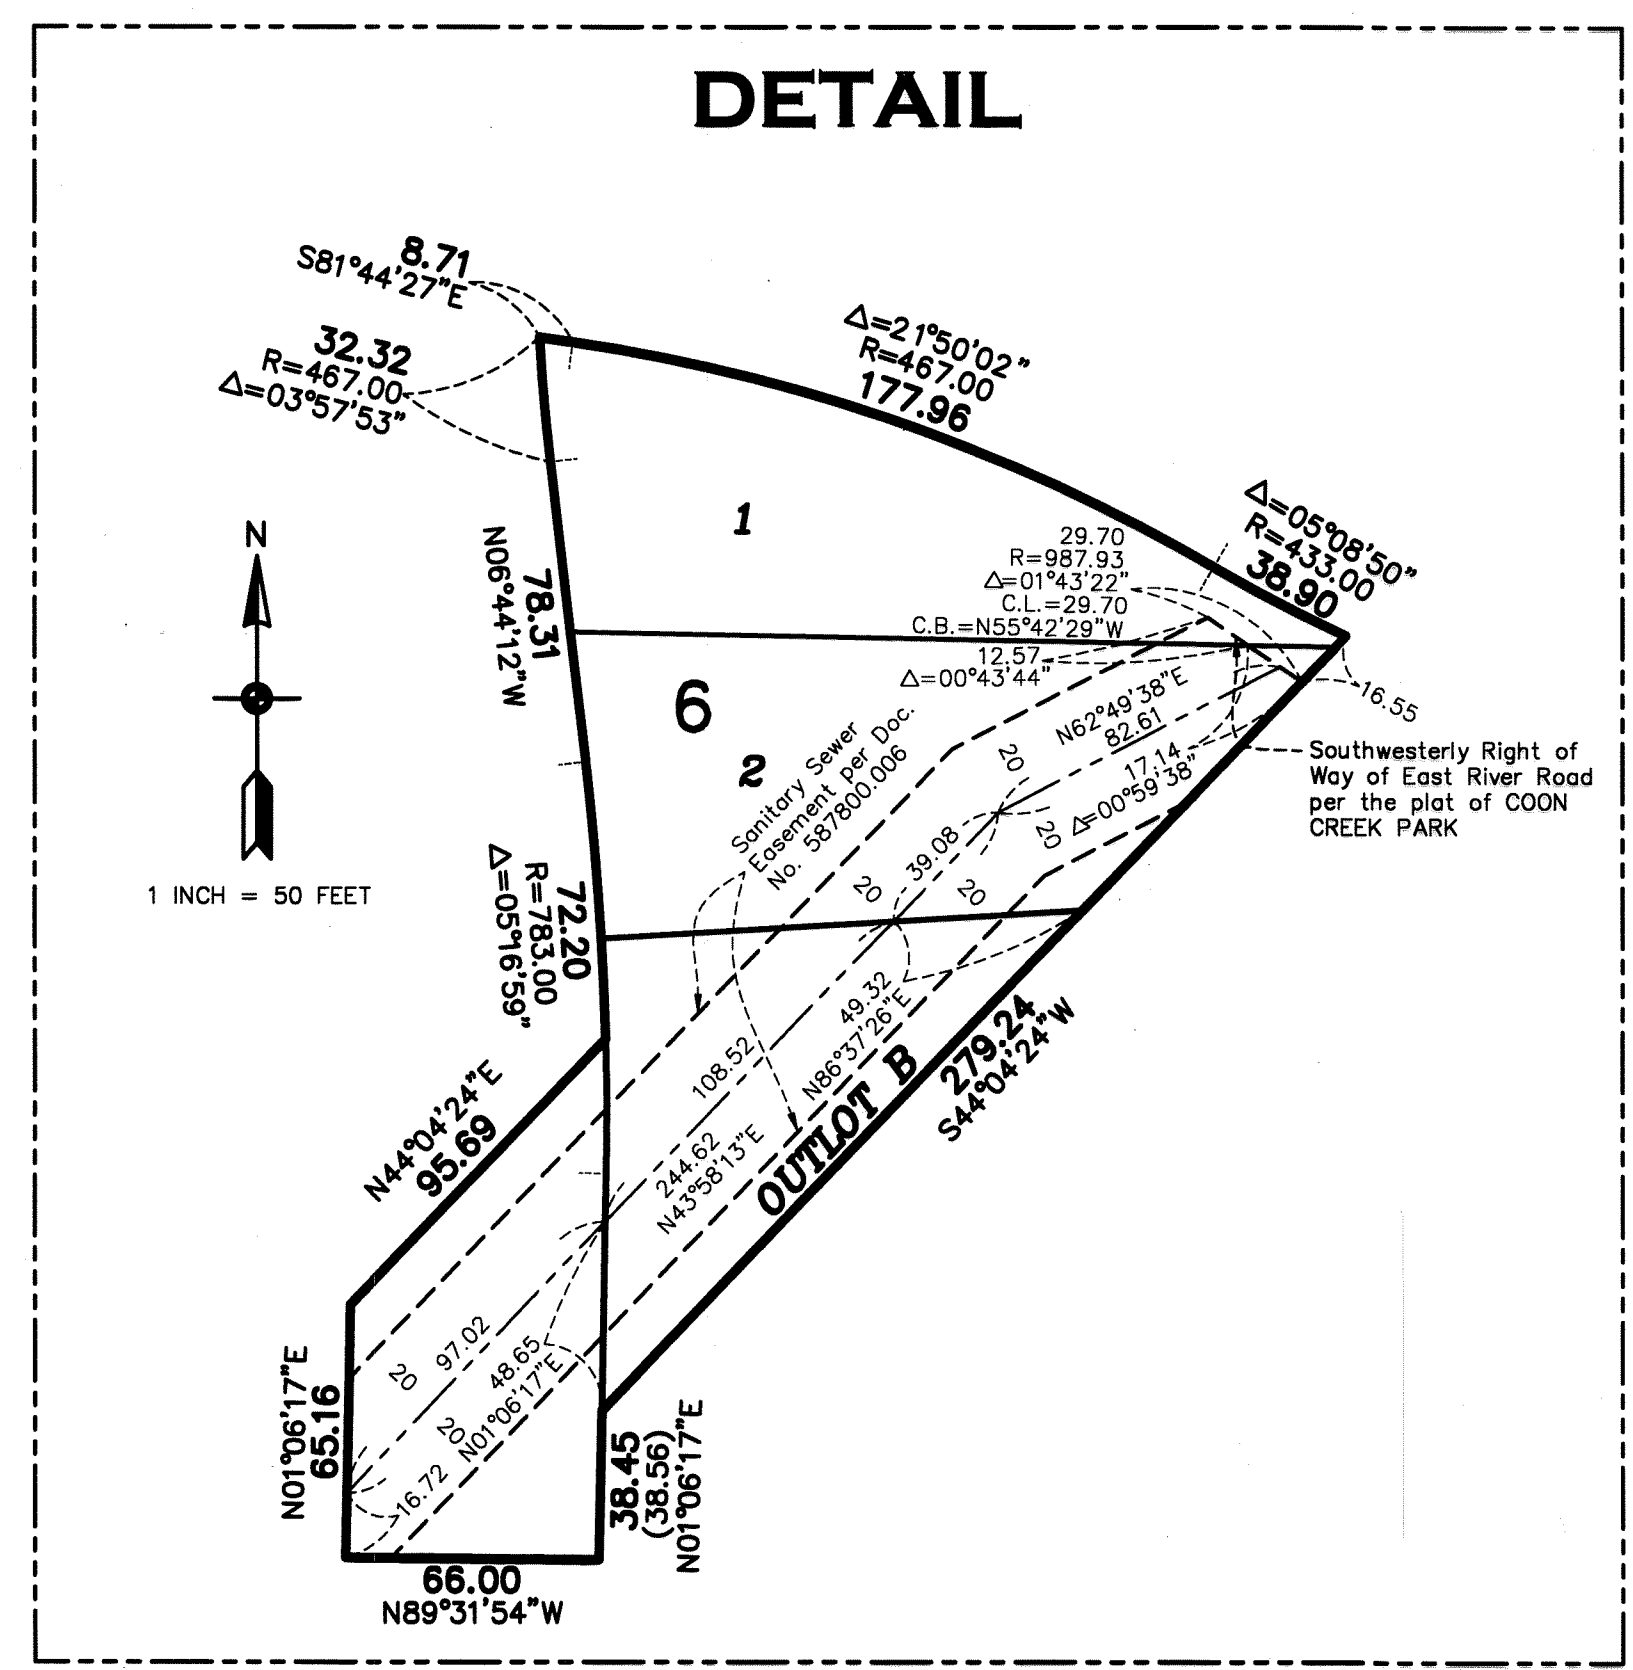 DETAIL
8.71
S81°44'27"E
32.32
R=467.00
Δ=03°57'53"
Δ=21°50'02"
R=467.00
177.96
Δ=05°08'50"
R=433.00
38.90
N
1 INCH = 50 FEET
1
29.70
R=987.93
Δ=01°43'22"
C.L.=29.70
C.B.=N55°42'29"W
12.57
Δ=00°43'44"
78.31
N06°44'12"W
6
2
Sanitary Sewer
Easement per Doc.
No. 587800.006
N62°49'38"E
82.61
20
20
17.14
Δ=00°59'38"
16.55
Southwesterly Right of
Way of East River Road
per the plat of COON
CREEK PARK
39.08
20
20
72.20
R=783.00
Δ=05°16'59"
49.32
N86°37'26"E
108.52
244.62
N43°58'13"E
OUTLOT B
279.24
S44°04'24"W
N44°04'24"E
95.69
97.02
20
20
48.65
N01°06'17"E
16.72
N01°06'17"E
65.16
38.45
(38.56)
N01°06'17"E
66.00
N89°31'54"W